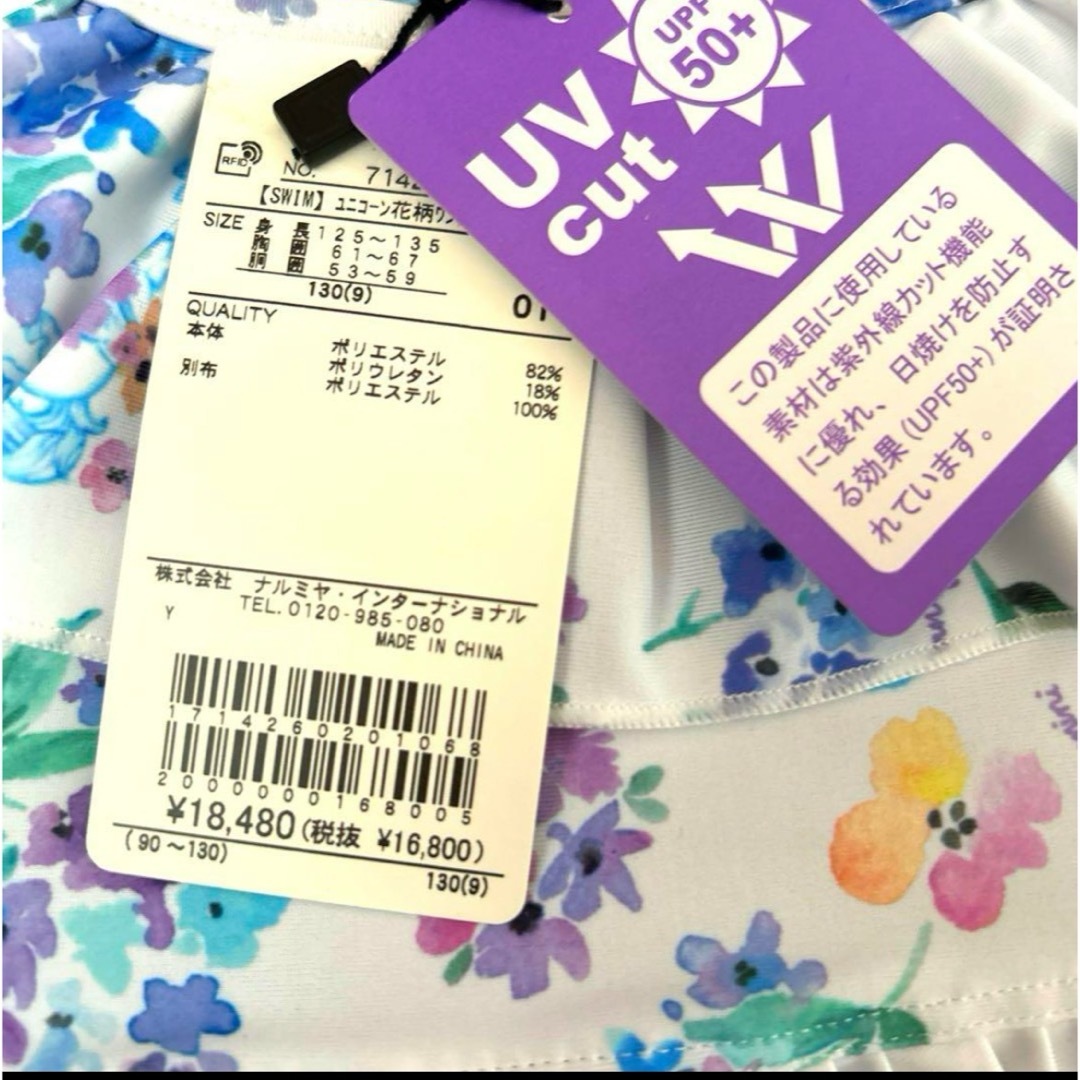 RFID
NO. 7142
【SWIM】 ユニコーン花柄ワン
SIZE 身長 125～135
胸囲 61～67
胴囲 53～59
130(9)
01
QUALITY
本体 ポリエステル 82%
ポリウレタン 18%
別布 ポリエステル 100%
株式会社 ナルミヤ・インターナショナル
TEL.0120-985-080
Y
MADE IN CHINA
1714260201068
2000000168005
¥18,480(税抜 ¥16,800)
(90～130)
130(9)
UPF
50+
UV
cut
この製品に使用している
素材は紫外線カット機能
に優れ、 日焼けを防止す
る効果(UPF50+)が証明さ
れています。